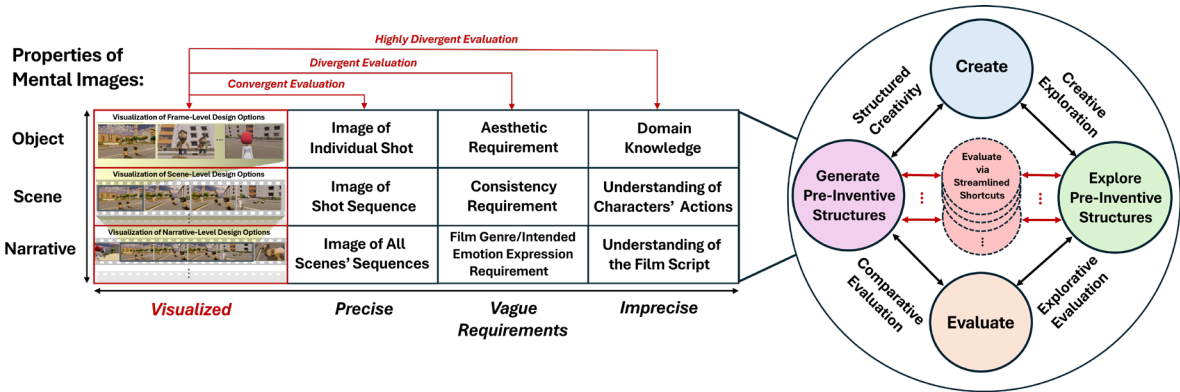 Properties of
Mental Images:
Highly Divergent Evaluation
Divergent Evaluation
Convergent Evaluation
Object
Visualization of Frame-Level Design Options
...
Image of
Individual Shot
Aesthetic
Requirement
Domain
Knowledge
Scene
Visualization of Scene-Level Design Options
Image of
Shot Sequence
Consistency
Requirement
Understanding of
Characters' Actions
Narrative
Visualization of Narrative-Level Design Options
Image of All
Scenes' Sequences
Film Genre/Intended
Emotion Expression
Requirement
Understanding of
the Film Script
Visualized
Precise
Vague
Requirements
Imprecise
Create
Structured
Creativity
Creative
Exploration
Generate
Pre-Inventive
Structures
Evaluate
via
Streamlined
Shortcuts
Explore
Pre-Inventive
Structures
Comparative
Evaluation
Explorative
Evaluation
Evaluate